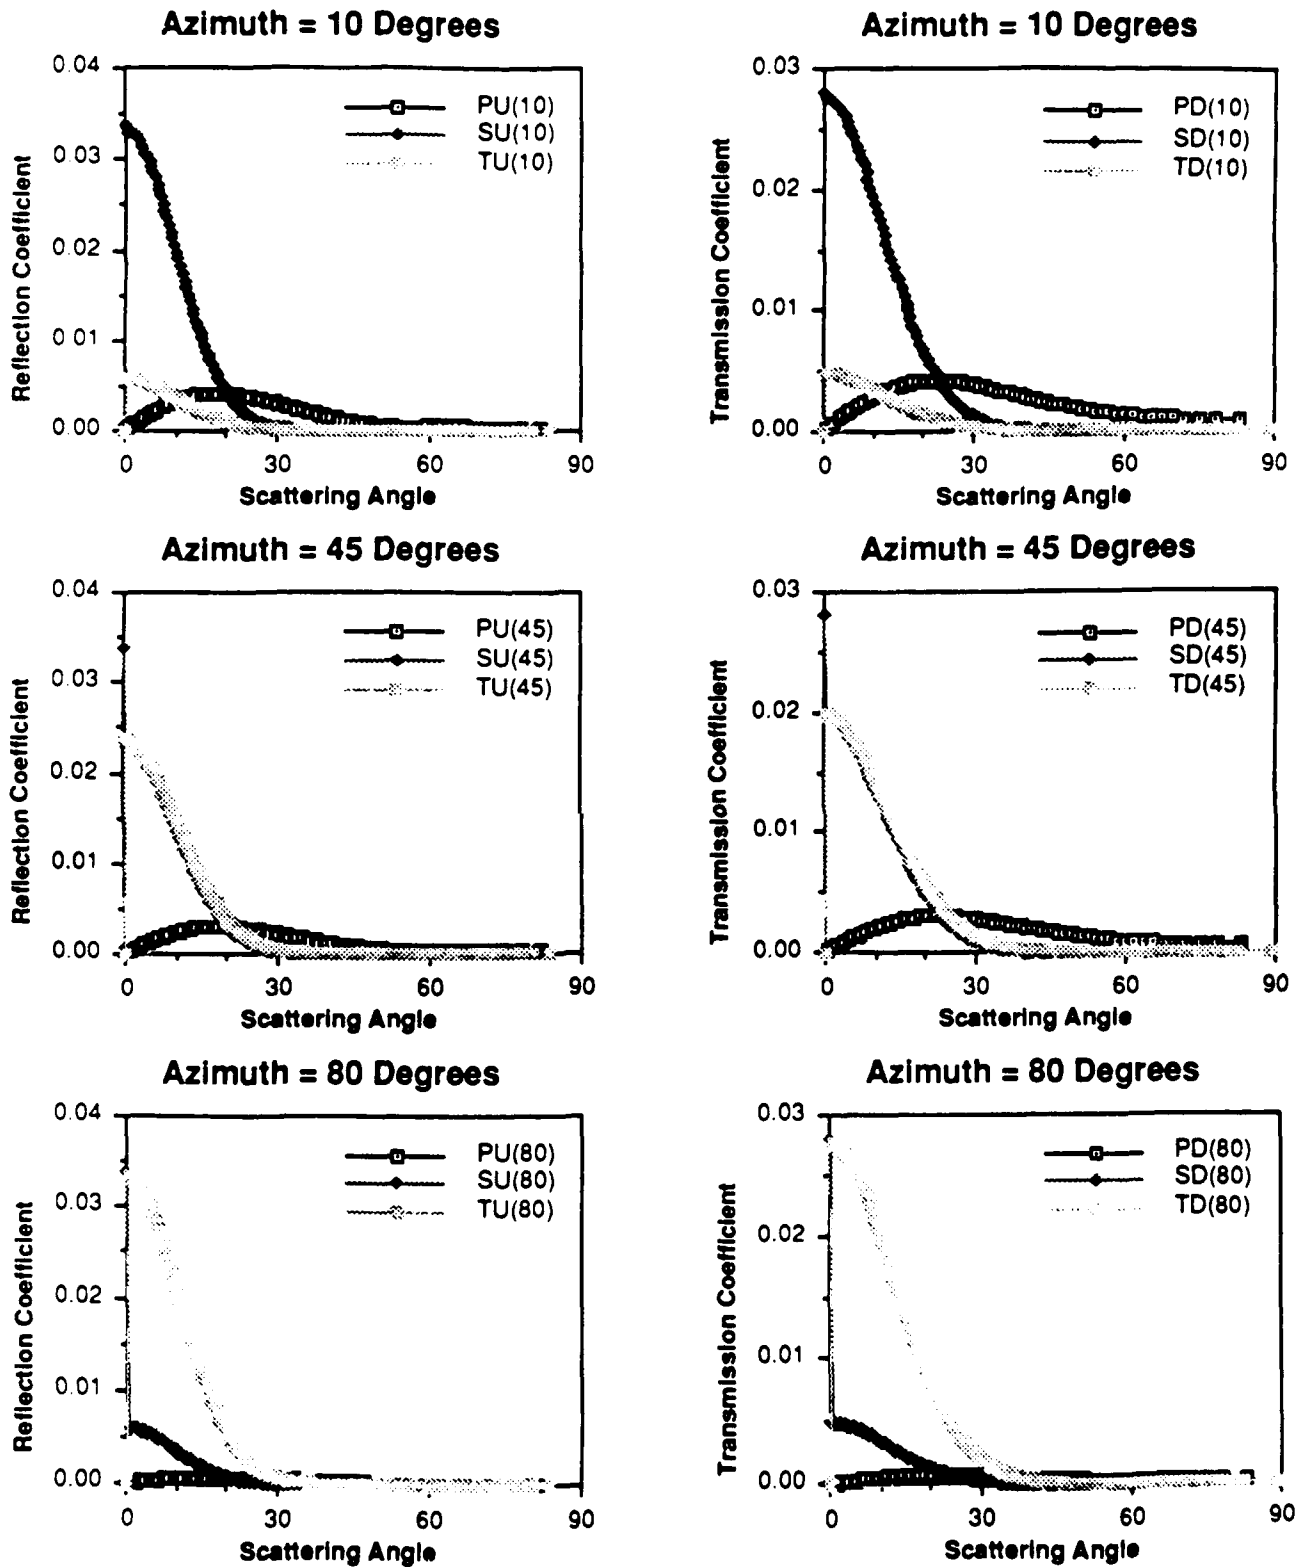 Azimuth = 10 Degrees
0.04
0.03
0.02
0.01
0.00
Reflection Coefficient
PU(10)
SU(10)
TU(10)
0
30
60
90
Scattering Angle
Azimuth = 10 Degrees
0.03
0.02
0.01
0.00
Transmission Coefficient
PD(10)
SD(10)
TD(10)
0
30
60
90
Scattering Angle
Azimuth = 45 Degrees
0.04
0.03
0.02
0.01
0.00
Reflection Coefficient
PU(45)
SU(45)
TU(45)
0
30
60
90
Scattering Angle
Azimuth = 45 Degrees
0.03
0.02
0.01
0.00
Transmission Coefficient
PD(45)
SD(45)
TD(45)
0
30
60
90
Scattering Angle
Azimuth = 80 Degrees
0.04
0.03
0.02
0.01
0.00
Reflection Coefficient
PU(80)
SU(80)
TU(80)
0
30
60
90
Scattering Angle
Azimuth = 80 Degrees
0.03
0.02
0.01
0.00
Transmission Coefficient
PD(80)
SD(80)
TD(80)
0
30
60
90
Scattering Angle